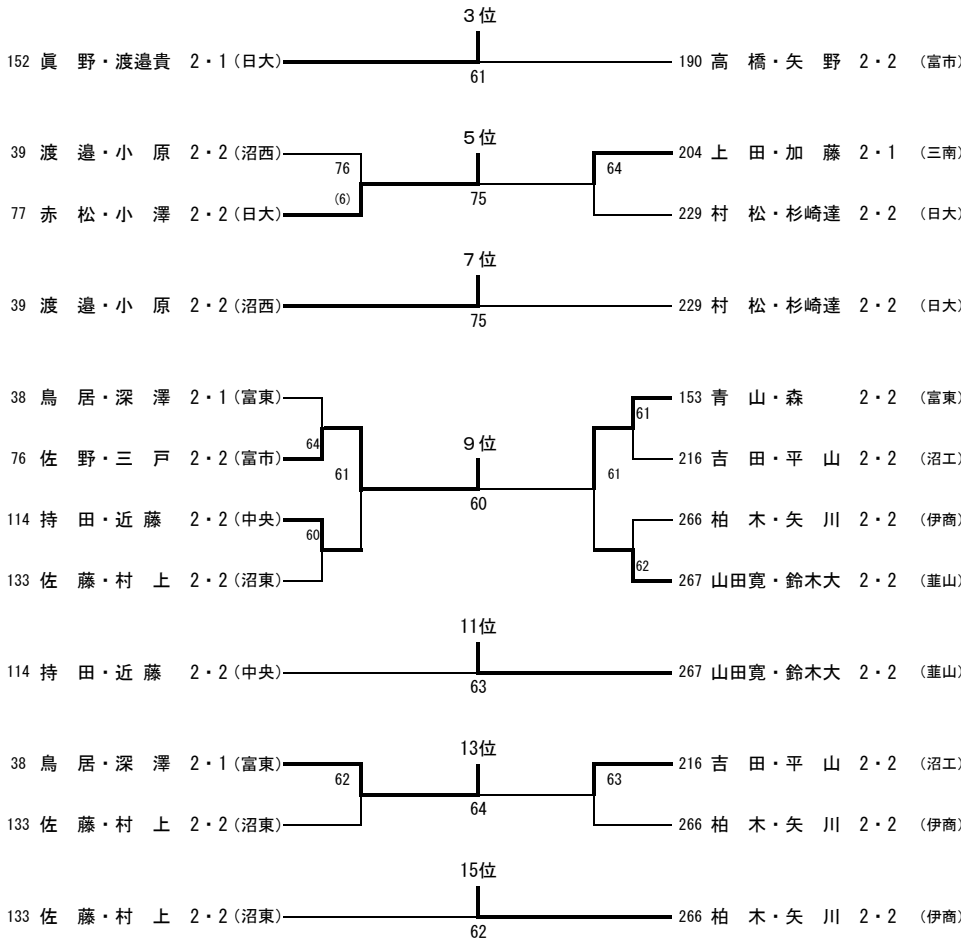 ３位
152 眞　野・渡邉貴 2・1 (日大) 190 高　橋・矢　野 2・2 (富市)
61
39 渡　邉・小　原 2・2 (沼西) 5位 204 上　田・加　藤 2・1 (三南)
76 64
(6) 75
77 赤　松・小　澤 2・2 (日大) 229 村　松・杉崎達 2・2 (日大)
７位
39 渡　邉・小　原 2・2 (沼西) 229 村　松・杉崎達 2・2 (日大)
75
38 鳥　居・深　澤 2・1 (富東) 153 青　山・森 2・2 (富東)
61
64 ９位
76 佐　野・三　戸 2・2 (富市) 216 吉　田・平　山 2・2 (沼工)
61 61
60
114 持　田・近　藤 2・2 (中央) 266 柏　木・矢　川 2・2 (伊商)
60
62
133 佐　藤・村　上 2・2 (沼東) 267 山田寛・鈴木大 2・2 (韮山)
11位
114 持　田・近　藤 2・2 (中央) 267 山田寛・鈴木大 2・2 (韮山)
63
13位
38 鳥　居・深　澤 2・1 (富東) 216 吉　田・平　山 2・2 (沼工)
62 63
64
133 佐　藤・村　上 2・2 (沼東) 266 柏　木・矢　川 2・2 (伊商)
15位
133 佐　藤・村　上 2・2 (沼東) 266 柏　木・矢　川 2・2 (伊商)
62